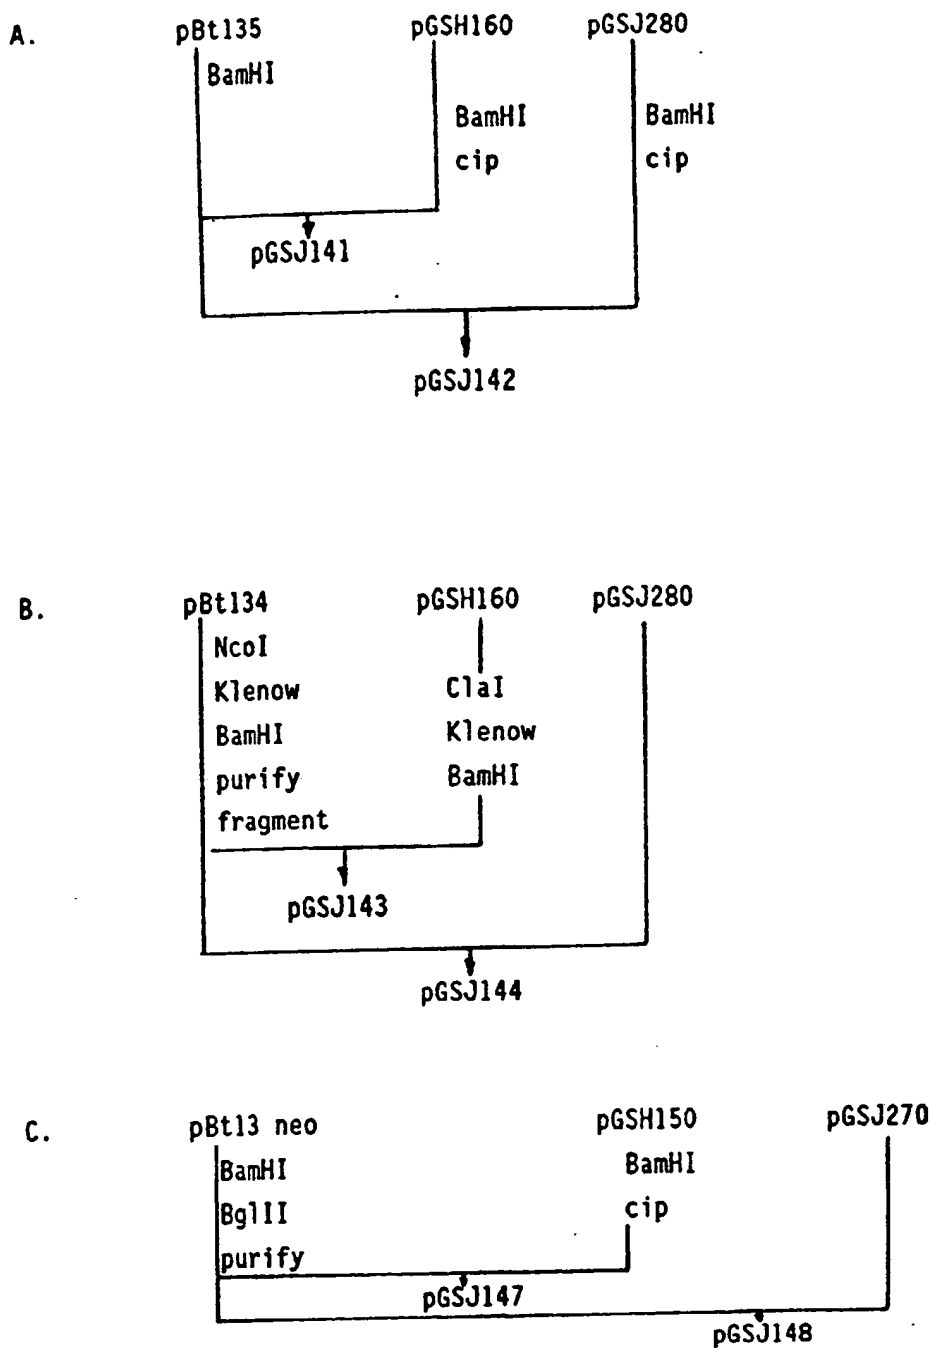 A. pBt135 pGSH160 pGSJ280
BamHI
BamHI BamHI
cip cip
pGSJ141
pGSJ142
B. pBt134 pGSH160 pGSJ280
NcoI
Klenow ClaI
BamHI Klenow
purify BamHI
fragment
pGSJ143
pGSJ144
C. pBt13 neo pGSH150 pGSJ270
BamHI BamHI
BglII cip
purify
pGSJ147
pGSJ148